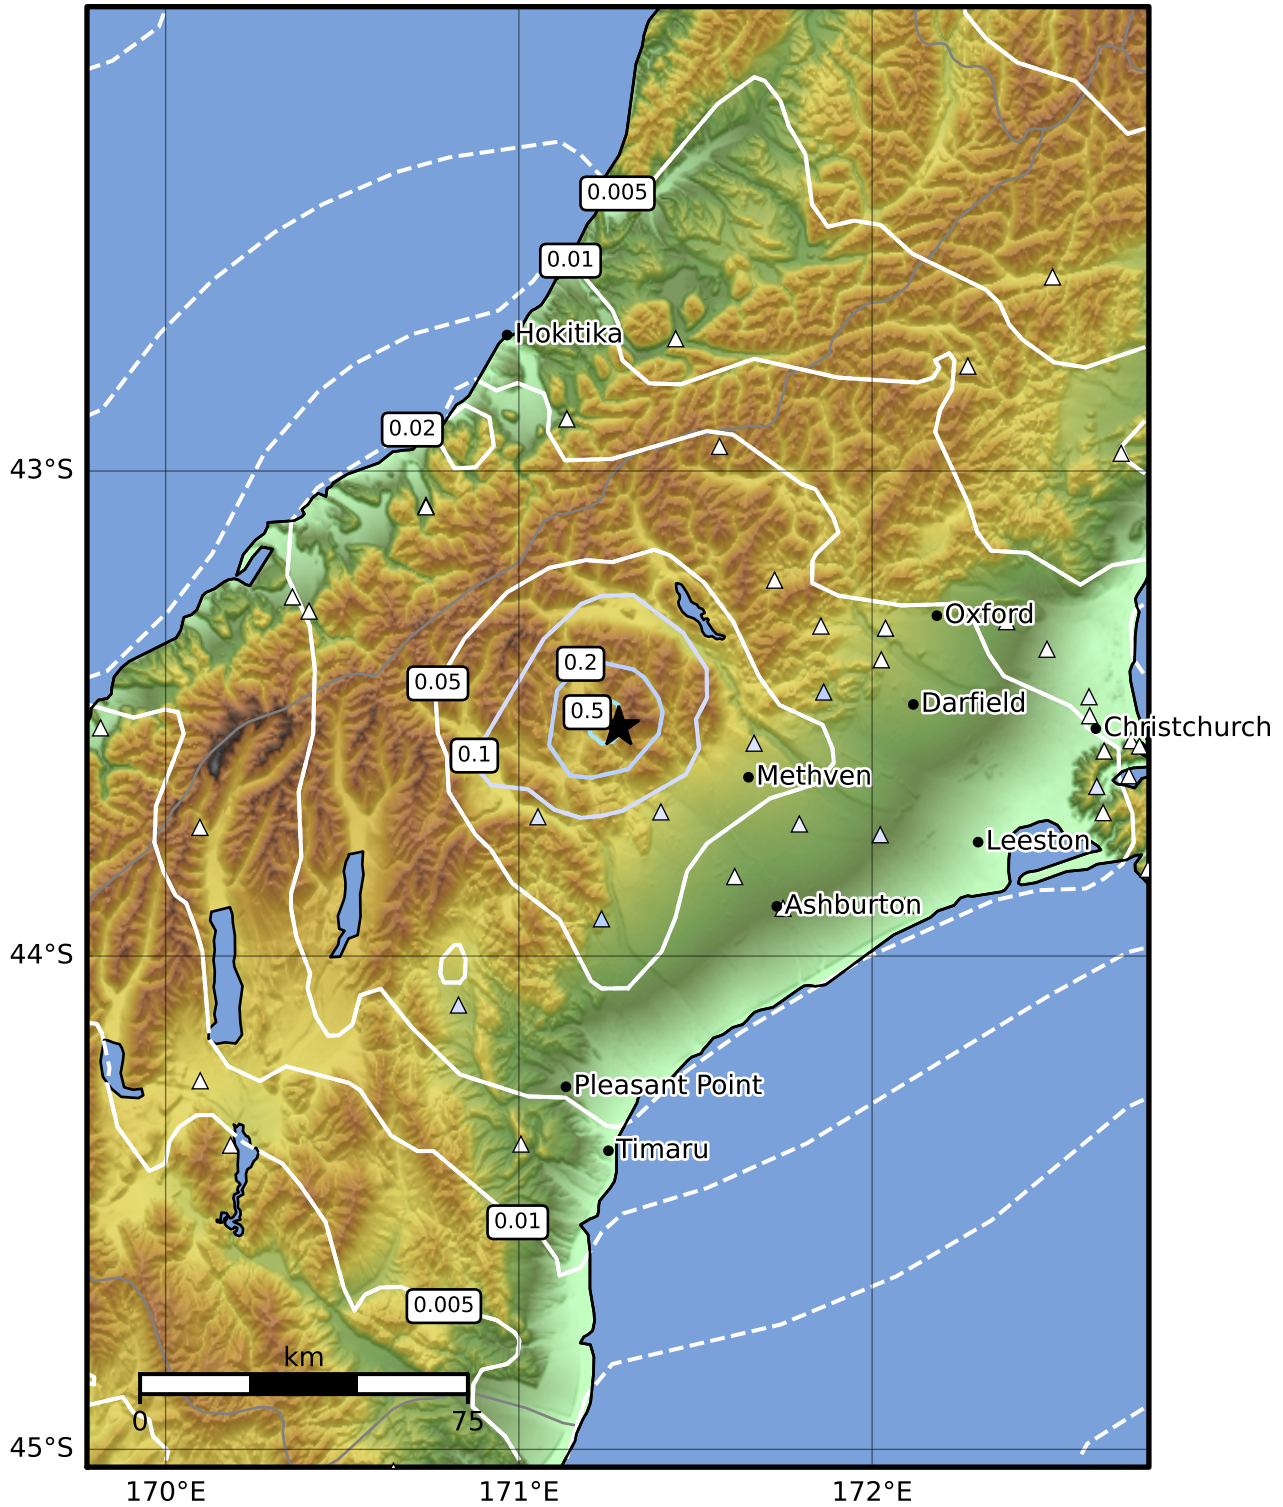 0.005
0.01
Hokitika
0.02
43°S
Oxford
0.2
0.05
0.5
Darfield
Christchurch
0.1
Methven
Leeston
Ashburton
44°S
Pleasant Point
Timaru
0.01
0.005
km
0 75
45°S
170°E 171°E 172°E